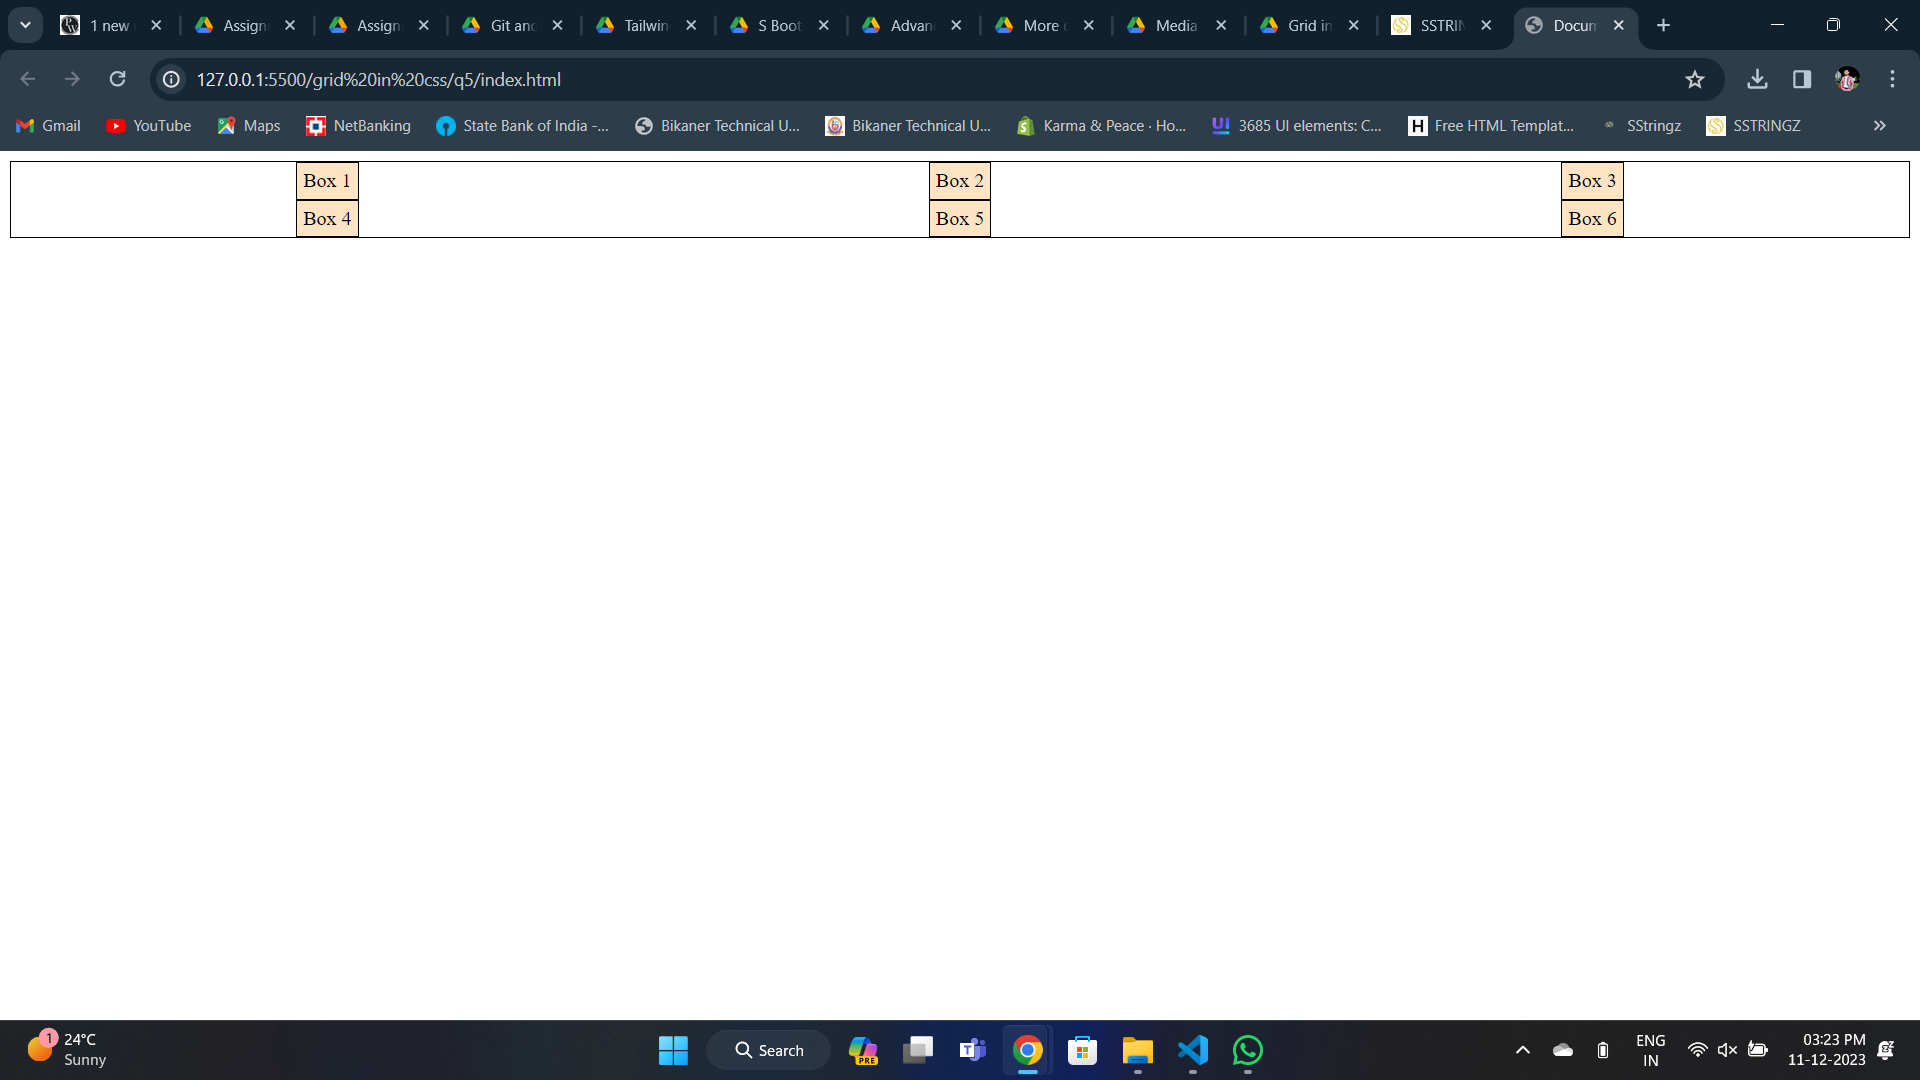 1 new
Assign
Assign
Git and
Tailwin
S Boot
Advan
More
Media
Grid in
SSTRIN
Docum
127.0.0.1:5500/grid%20in%20css/q5/index.html
Gmail
YouTube
Maps
NetBanking
State Bank of India -...
Bikaner Technical U...
Bikaner Technical U...
Karma & Peace · Ho...
UI 3685 UI elements: C...
H Free HTML Templat...
SStringz
SSTRINGZ
Box 1 Box 2 Box 3
Box 4 Box 5 Box 6
1 24°C
Sunny
Search
PRE
ENG
IN
03:23 PM
11-12-2023